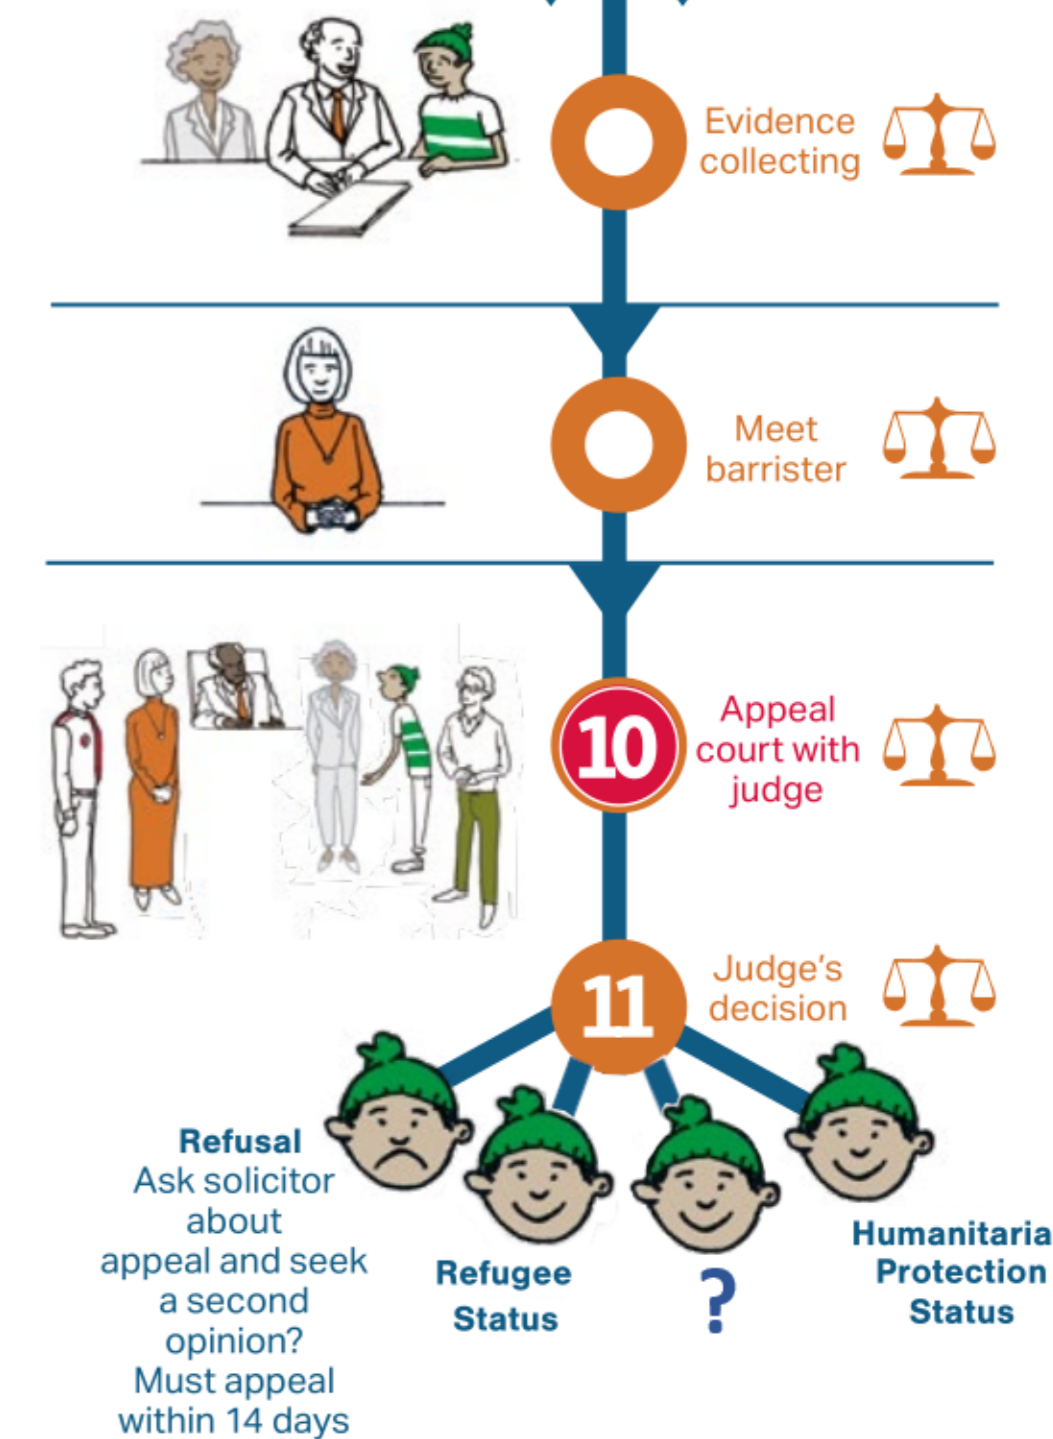 Evidence
collecting
Meet
barrister
10
Appeal
court with
judge
11
Judge's
decision
Refusal
Ask solicitor
about
appeal and seek
a second
opinion?
Must appeal
within 14 days
Refugee
Status
?
Humanitaria
Protection
Status